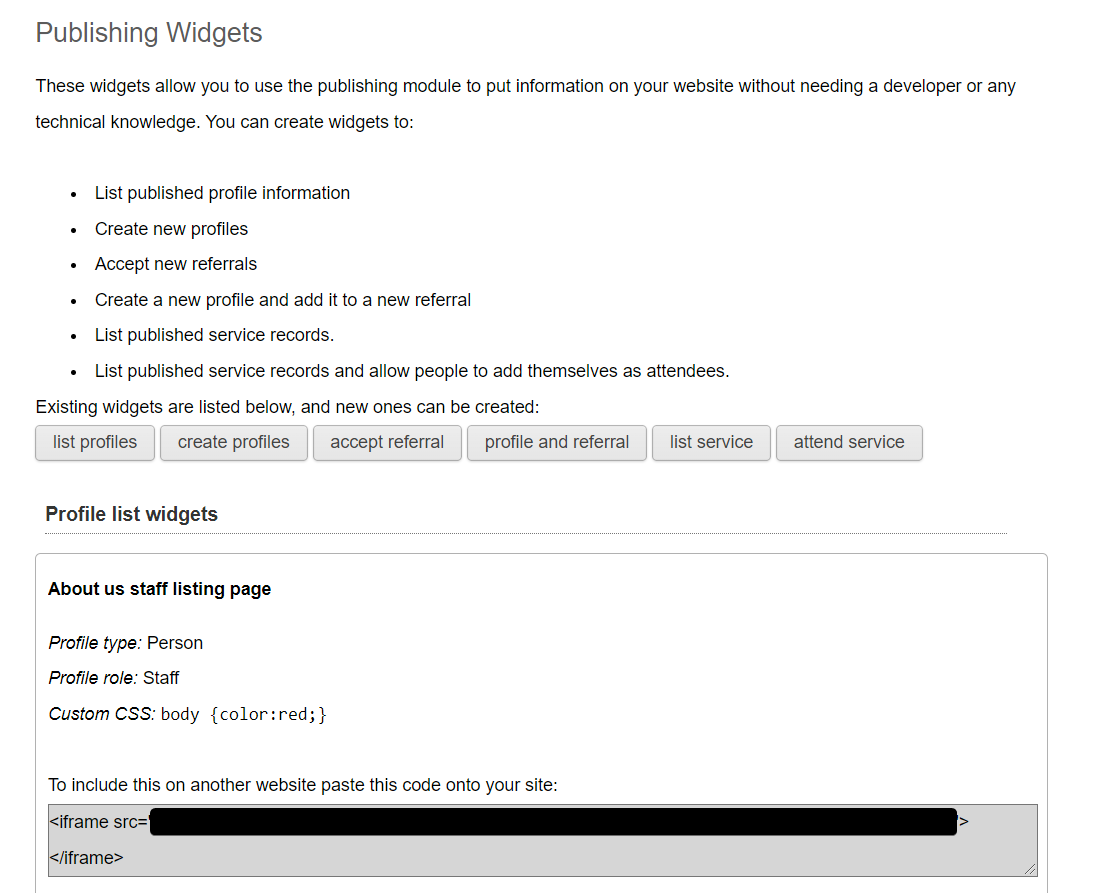 Publishing Widgets
These widgets allow you to use the publishing module to put information on your website without needing a developer or any
technical knowledge. You can create widgets to:
List published profile information
Create new profiles
Accept new referrals
Create a new profile and add it to a new referral
List published service records.
List published service records and allow people to add themselves as attendees.
Existing widgets are listed below, and new ones can be created:
list profiles create profiles accept referral profile and referral list service attend service
Profile list widgets
About us staff listing page
Profile type: Person
Profile role: Staff
Custom CSS: body {color:red;}
To include this on another website paste this code onto your site:
<iframe src=" ">
</iframe>